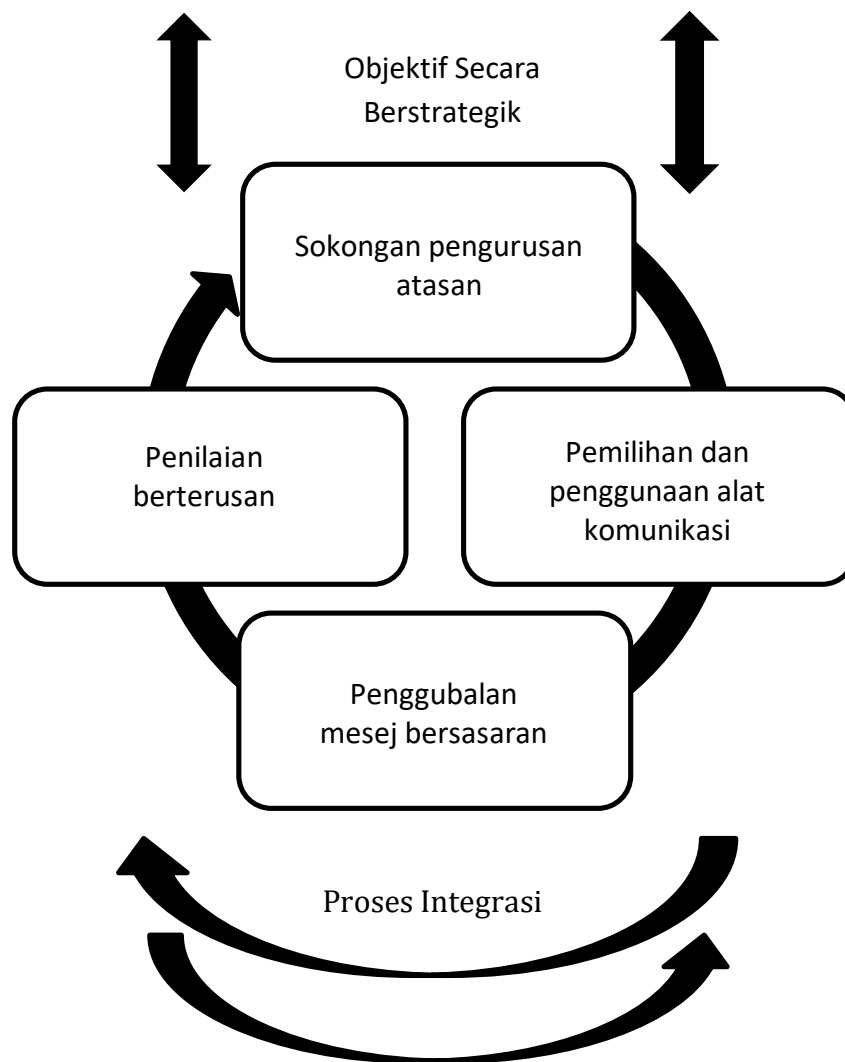 Objektif Secara
Berstrategik
Sokongan pengurusan
atasan
Penilaian
berterusan
Pemilihan dan
penggunaan alat
komunikasi
Penggubalan
mesej bersasaran
Proses Integrasi